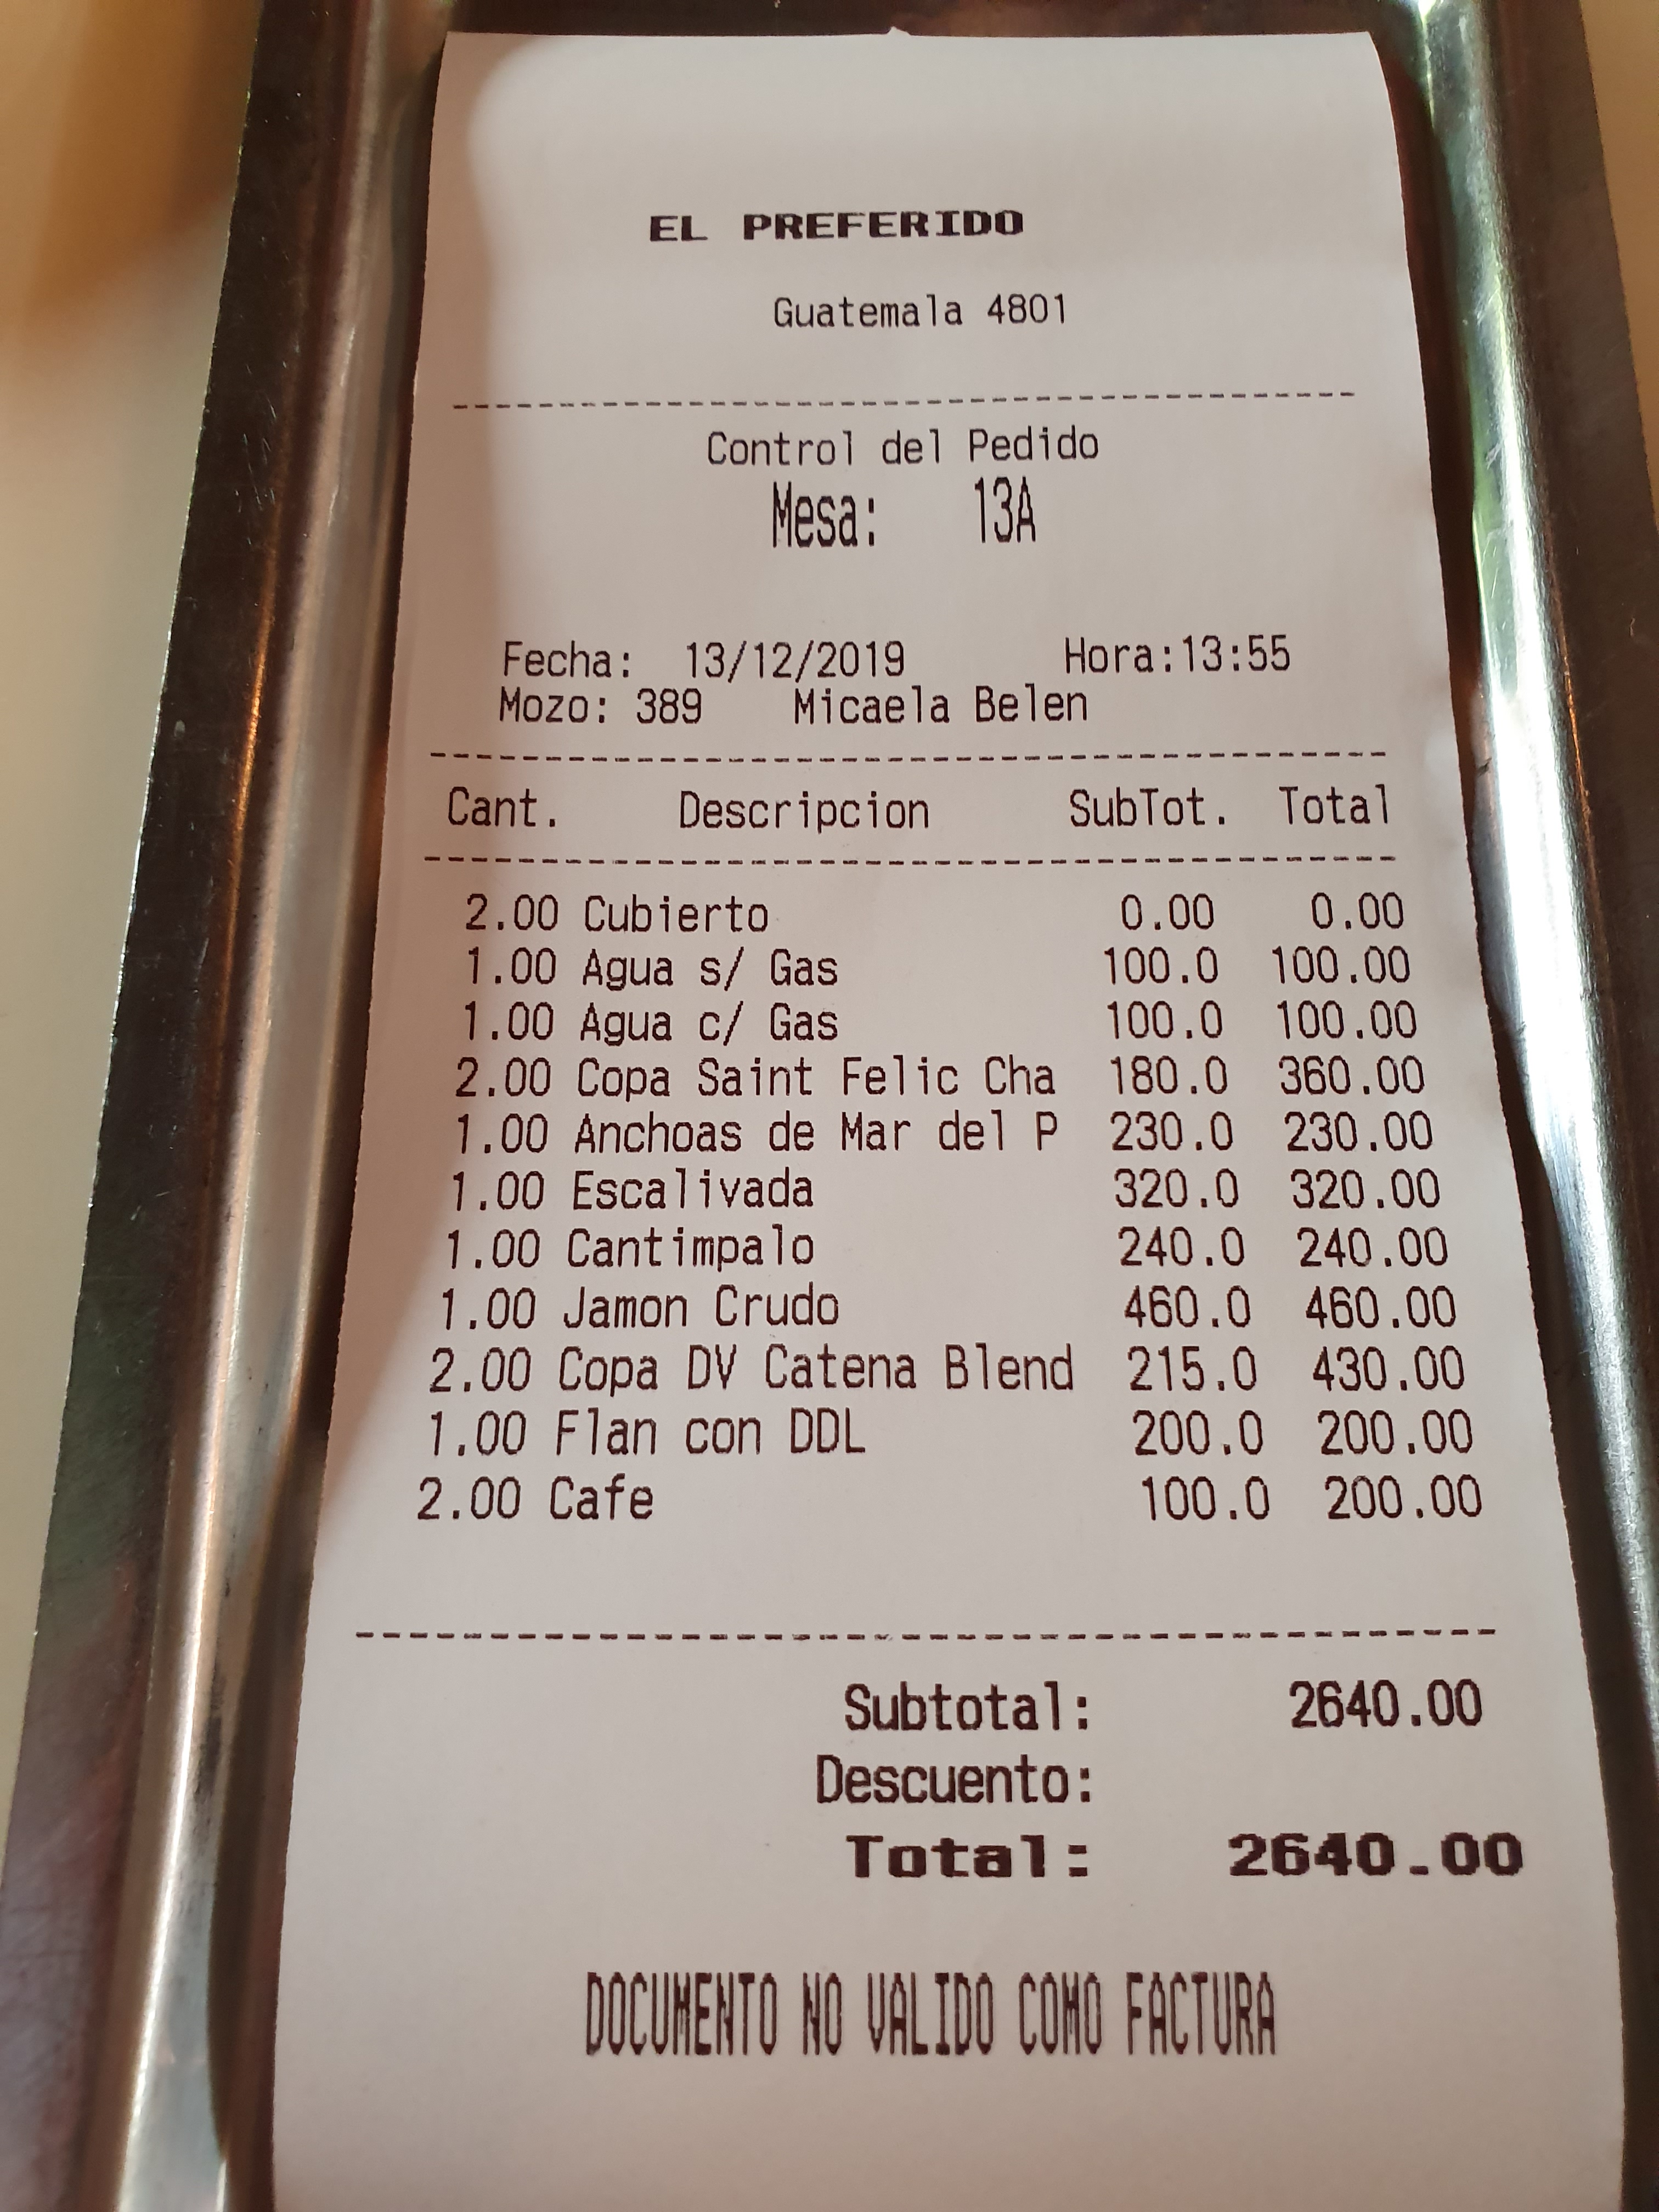 EL PREFERIDO
Guatemala 4801
Control del Pedido
Mesa: 13A
Fecha: 13/12/2019 Hora:13:55
Mozo: 389 Micaela Belen
Cant. Descripcion SubTot. Total
2.00 Cubierto 0.00 0.00
1.00 Agua s/ Gas 100.0 100.00
1.00 Agua c/ Gas 100.0 100.00
2.00 Copa Saint Felic Cha 180.0 360.00
1.00 Anchoas de Mar del P 230.0 230.00
1.00 Escalivada 320.0 320.00
1.00 Cantimpalo 240.0 240.00
1.00 Jamon Crudo 460.0 460.00
2.00 Copa DV Catena Blend 215.0 430.00
1.00 Flan con DDL 200.0 200.00
2.00 Cafe 100.0 200.00
Subtotal: 2640.00
Descuento:
Total: 2640.00
DOCUMENTO NO VALIDO COMO FACTURA